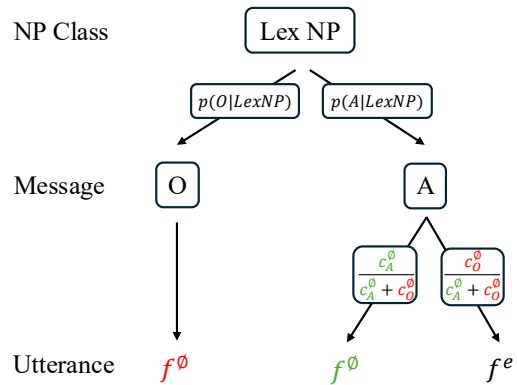 NP Class
Lex NP
p(O|LexNP)
p(A|LexNP)
Message
O
A
c_A^∅ / (c_A^∅ + c_O^∅)
c_O^∅ / (c_A^∅ + c_O^∅)
Utterance
f^∅
f^∅
f^e